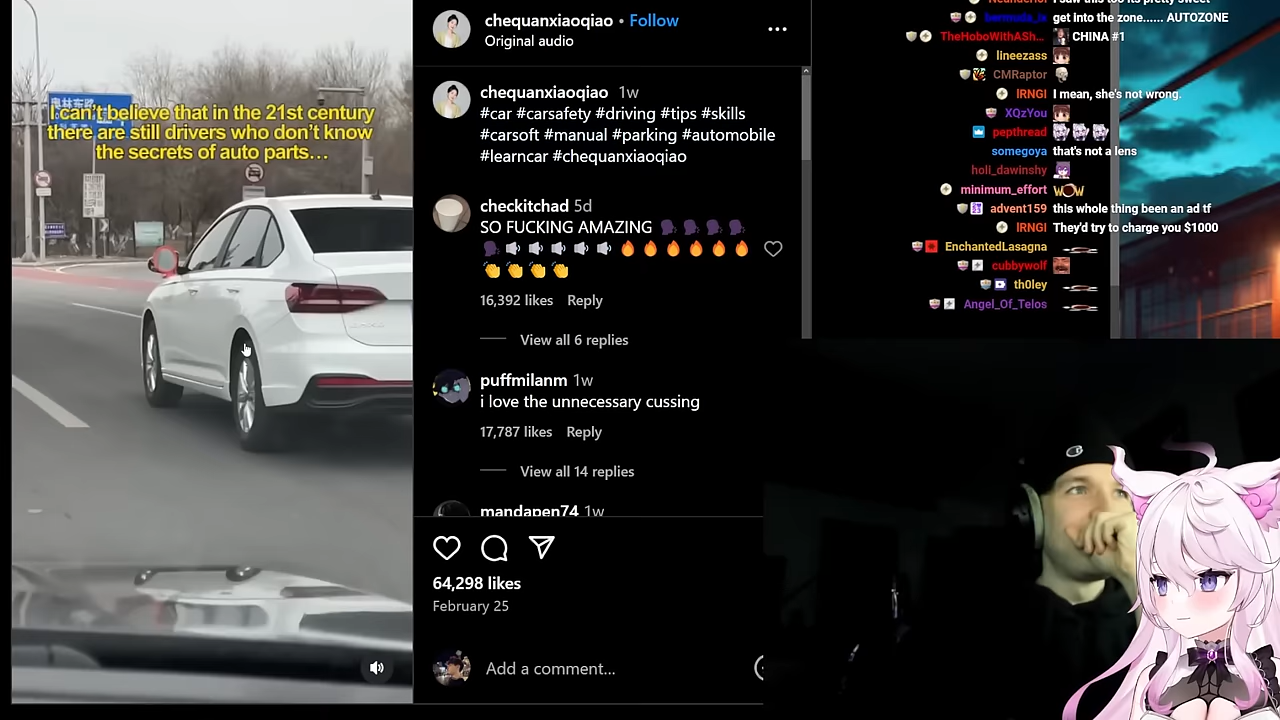 奥林东路
I can't believe that in the 21st century
there are still drivers who don't know
the secrets of auto parts…
chequanxiaoqiao • Follow
Original audio
chequanxiaoqiao 1w
#car #carsafety #driving #tips #skills
#carsoft #manual #parking #automobile
#learncar #chequanxiaoqiao
checkitchad 5d
SO FUCKING AMAZING 🗣️🗣️🗣️🗣️
🗣️🔊🔊🔊🔊🔊🔥🔥🔥🔥🔥🔥
👏👏👏👏
16,392 likes Reply
View all 6 replies
puffmilanm 1w
i love the unnecessary cussing
17,787 likes Reply
View all 14 replies
mandapen74 1w
64,298 likes
February 25
Add a comment...
get into the zone...... AUTOZONE
TheHoboWithASh... CHINA #1
lineezass
CMRaptor
IRNGI I mean, she's not wrong.
XQzYou
pepthread
somegoya that's not a lens
holl_dawinshy
minimum_effort WOW
advent159 this whole thing been an ad tf
IRNGI They'd try to charge you $1000
EnchantedLasagna
cubbywolf
th0ley
Angel_Of_Telos